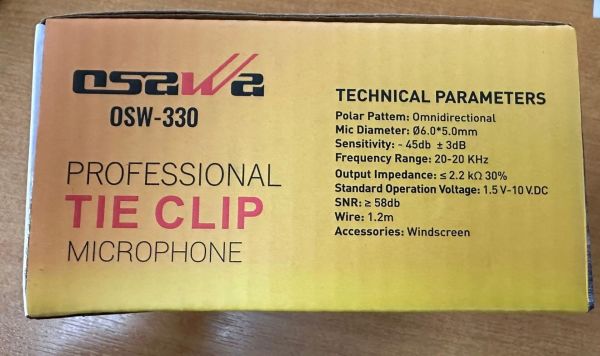 osawa
OSW-330
PROFESSIONAL
TIE CLIP
MICROPHONE
TECHNICAL PARAMETERS
Polar Pattem: Omnidirectional
Mic Diameter: Ø6.0*5.0mm
Sensitivity: - 45db ± 3dB
Frequency Range: 20-20 KHz
Output Impedance: ≤ 2.2 kΩ 30%
Standard Operation Voltage: 1.5 V-10 V.DC
SNR: ≥ 58db
Wire: 1.2m
Accessories: Windscreen